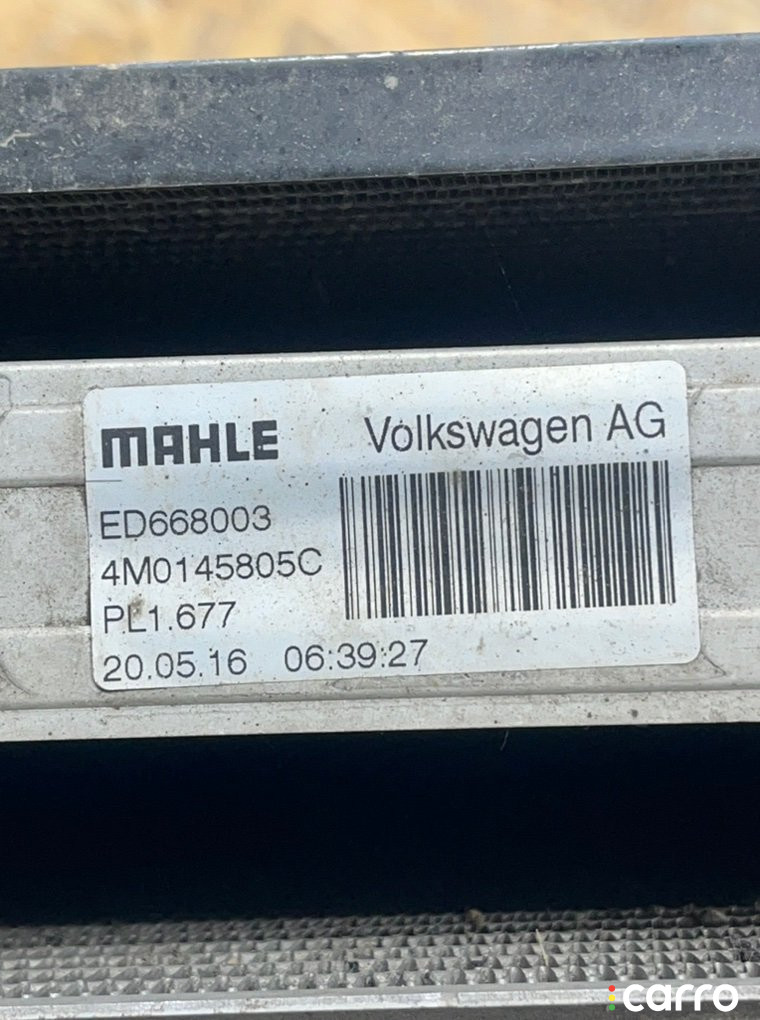 MAHLE
Volkswagen AG
ED668003
4M0145805C
PL1.677
20.05.16 06:39:27
carro